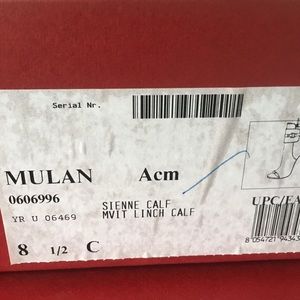 Serial Nr.
MULAN Acm
0606996
SIENNE CALF
MVIT LINCH CALF
YR U 06469
UPC/EA
8 1/2 C
8 054721 94343